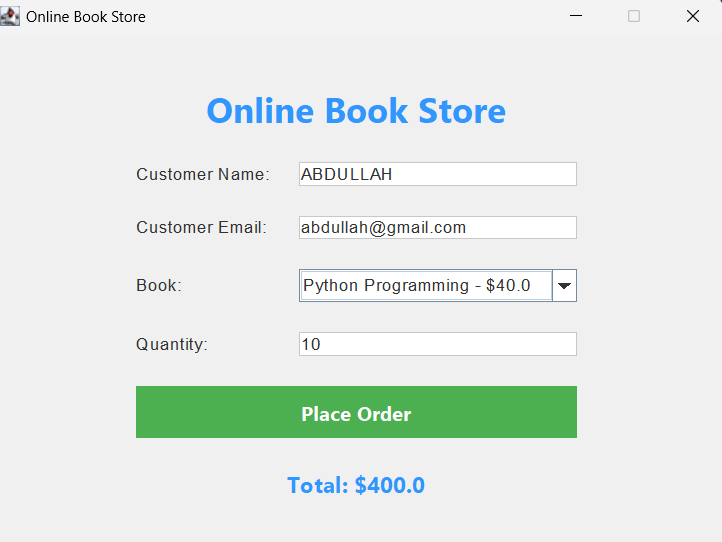 Online Book Store
Online Book Store
Customer Name: ABDULLAH
Customer Email: abdullah@gmail.com
Book: Python Programming - $40.0
Quantity: 10
Place Order
Total: $400.0